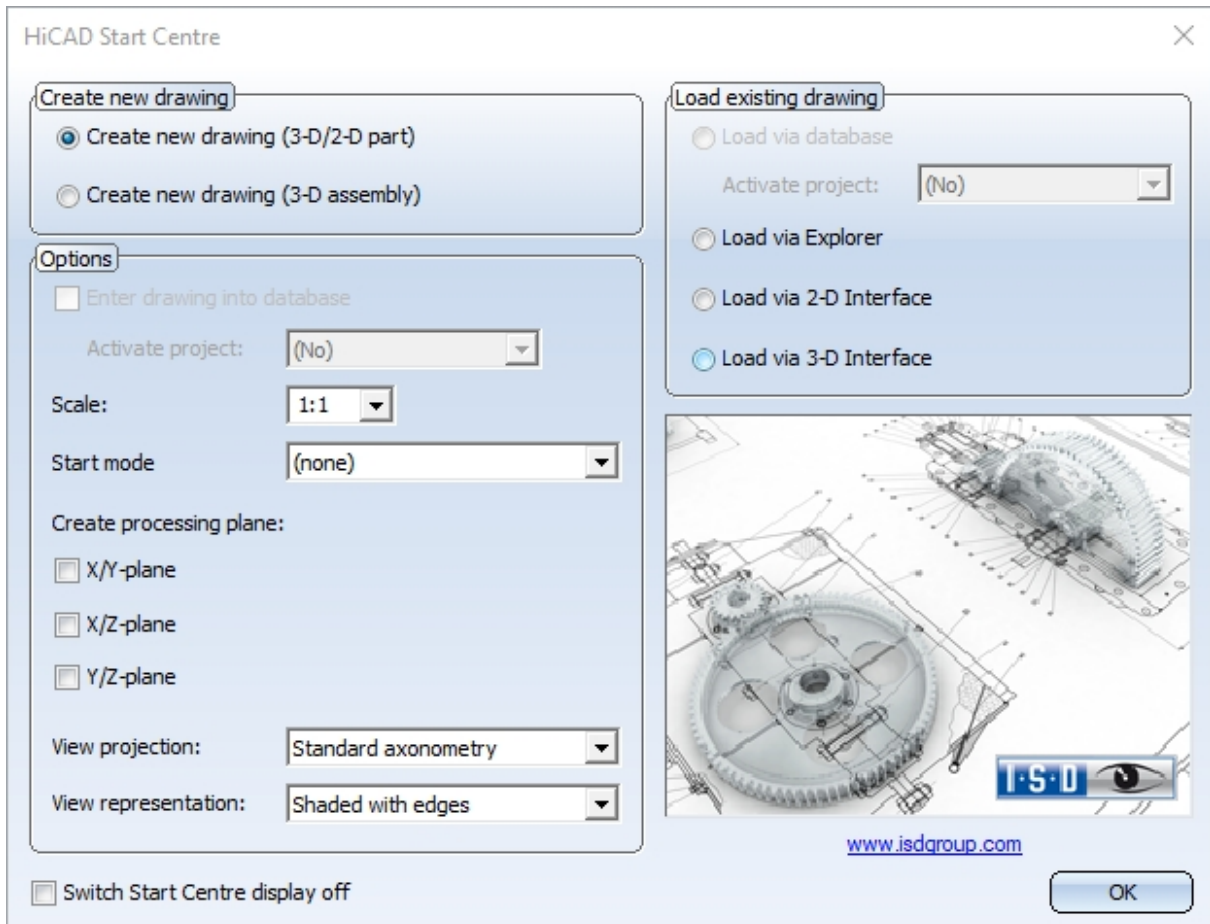 HiCAD Start Centre
Create new drawing
Create new drawing (3-D/2-D part)
Create new drawing (3-D assembly)
Options
Enter drawing into database
Activate project: (No)
Scale: 1:1
Start mode (none)
Create processing plane:
X/Y-plane
X/Z-plane
Y/Z-plane
View projection: Standard axonometry
View representation: Shaded with edges
Switch Start Centre display off
Load existing drawing
Load via database
Activate project: (No)
Load via Explorer
Load via 2-D Interface
Load via 3-D Interface
I·S·D
www.isdgroup.com
OK